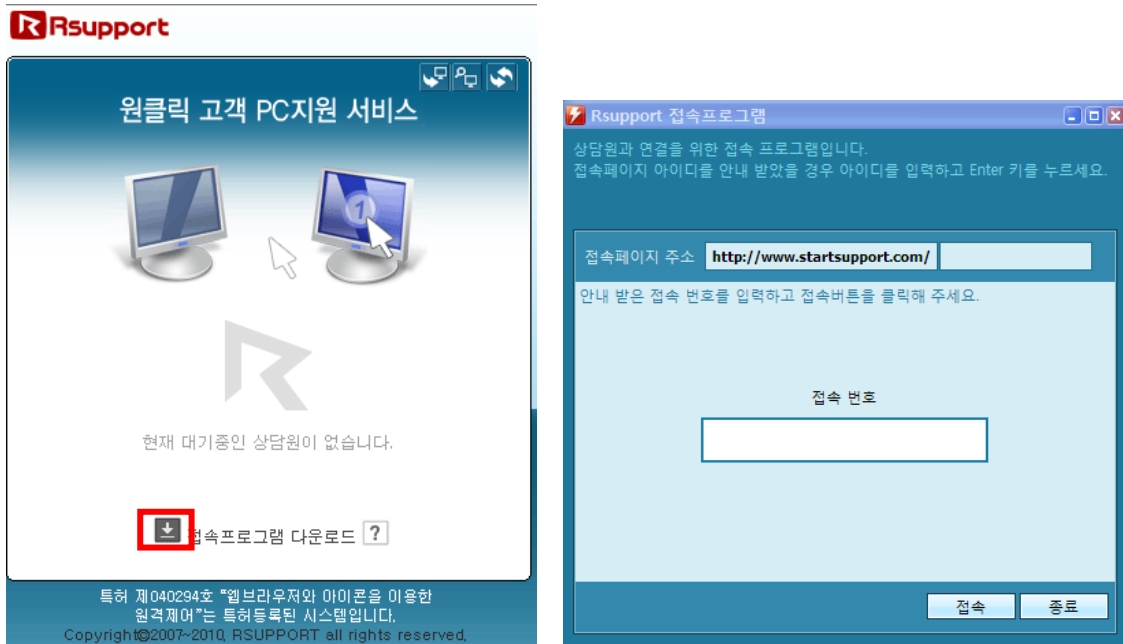 Rsupport
원클릭 고객 PC지원 서비스
1
현재 대기중인 상담원이 없습니다.
접속프로그램 다운로드 ?
특허 제040294호 "웹브라우저와 아이콘을 이용한
원격제어"는 특허등록된 시스템입니다.
Copyright©2007~2010, RSUPPORT all rights reserved.
Rsupport 접속프로그램
상담원과 연결을 위한 접속 프로그램입니다.
접속페이지 아이디를 안내 받았을 경우 아이디를 입력하고 Enter 키를 누르세요.
접속페이지 주소 http://www.startsupport.com/
안내 받은 접속 번호를 입력하고 접속버튼을 클릭해 주세요.
접속 번호
접속 종료